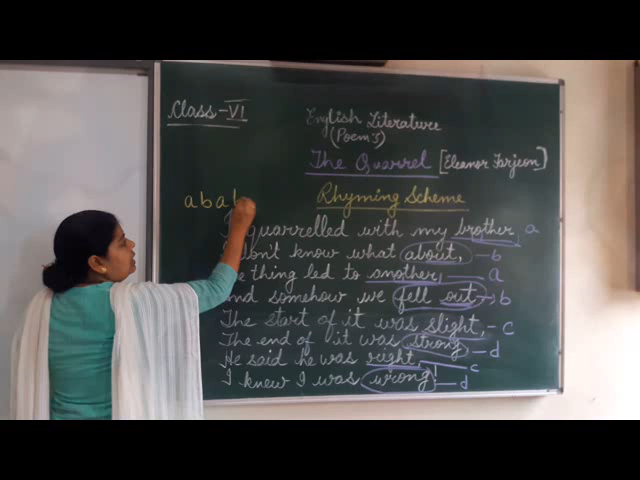 Class - VI
English Literature
(Poem 3)
The Quarrel [Eleanor Farjeon]
Rhyming Scheme
a b a b
I quarrelled with my brother, a
don't know what about, - b
thing led to another, - a
and somehow we fell out - b
The start of it was slight, - c
The end of it was strong - d
He said he was right, c
I knew I was wrong! - d